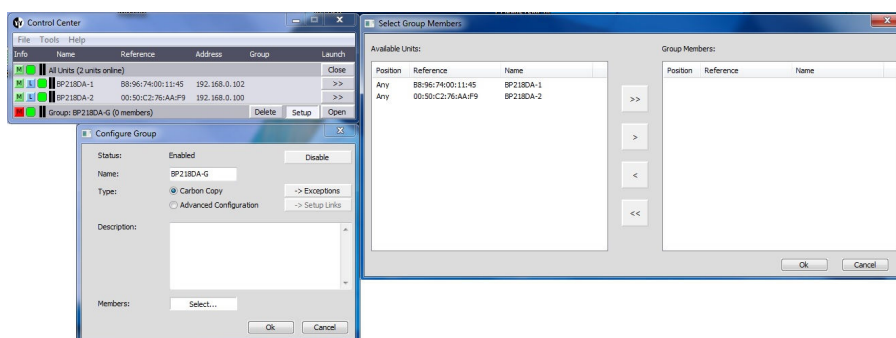 Control Center
File Tools Help
Info Name Reference Address Group Launch
All Units (2 units online) Close
M L BP218DA-1 B8:96:74:00:11:45 192.168.0.102 >>
M L BP218DA-2 00:50:C2:76:AA:F9 192.168.0.100 >>
M Group: BP218DA-G (0 members) Delete Setup Open
Configure Group
Status: Enabled Disable
Name: BP218DA-G
Type: Carbon Copy -> Exceptions
Advanced Configuration -> Setup Links
Description:
Members: Select...
Ok Cancel
Select Group Members
Available Units: Group Members:
Position Reference Name Position Reference Name
Any B8:96:74:00:11:45 BP218DA-1
Any 00:50:C2:76:AA:F9 BP218DA-2
>>
>
<
<<
Ok Cancel